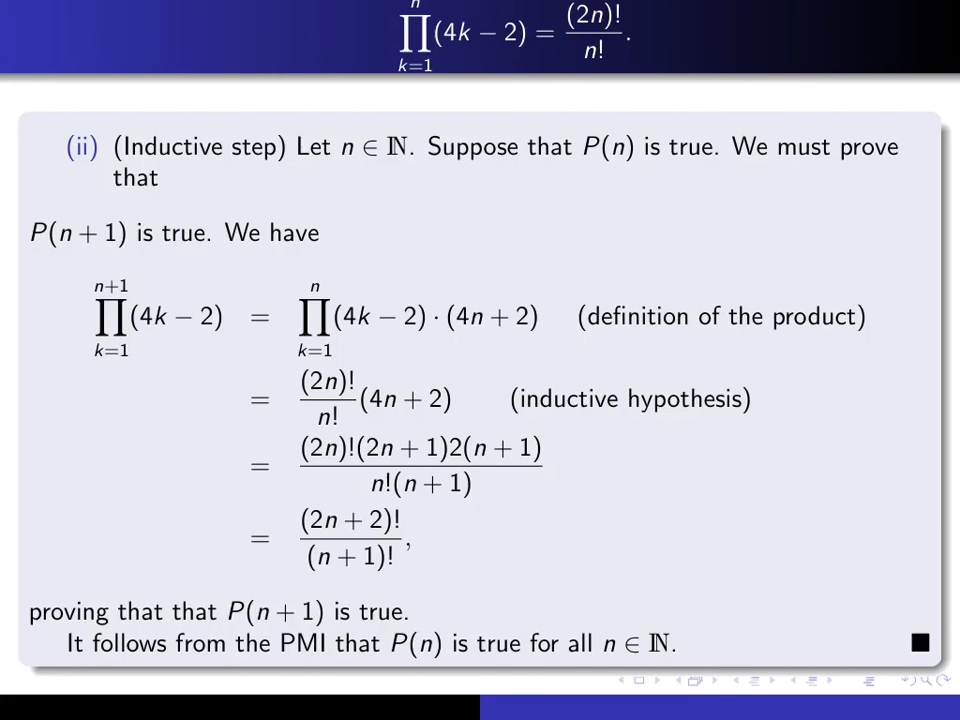 n
∏(4k − 2) = (2n)!/n! .
k=1
(ii) (Inductive step) Let n ∈ ℕ. Suppose that P(n) is true. We must prove
that
P(n + 1) is true. We have
n+1 n
∏(4k − 2) = ∏(4k − 2) · (4n + 2) (definition of the product)
k=1 k=1
= (2n)!/n! (4n + 2) (inductive hypothesis)
= (2n)!(2n + 1)2(n + 1)/n!(n + 1)
= (2n + 2)!/(n + 1)! ,
proving that that P(n + 1) is true.
It follows from the PMI that P(n) is true for all n ∈ ℕ. ■